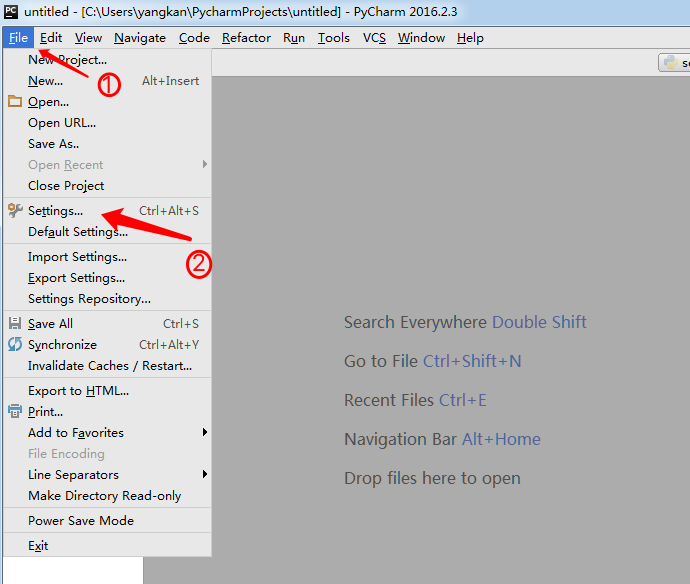 PC untitled - [C:\Users\yangkan\PycharmProjects\untitled] - PyCharm 2016.2.3
File Edit View Navigate Code Refactor Run Tools VCS Window Help
New Project...
①
New... Alt+Insert
Open...
Open URL...
Save As..
Open Recent
Close Project
Settings... Ctrl+Alt+S
Default Settings...
②
Import Settings...
Export Settings...
Settings Repository...
Save All Ctrl+S
Synchronize Ctrl+Alt+Y
Invalidate Caches / Restart...
Export to HTML...
Print...
Add to Favorites
File Encoding
Line Separators
Make Directory Read-only
Power Save Mode
Exit
Search Everywhere Double Shift
Go to File Ctrl+Shift+N
Recent Files Ctrl+E
Navigation Bar Alt+Home
Drop files here to open